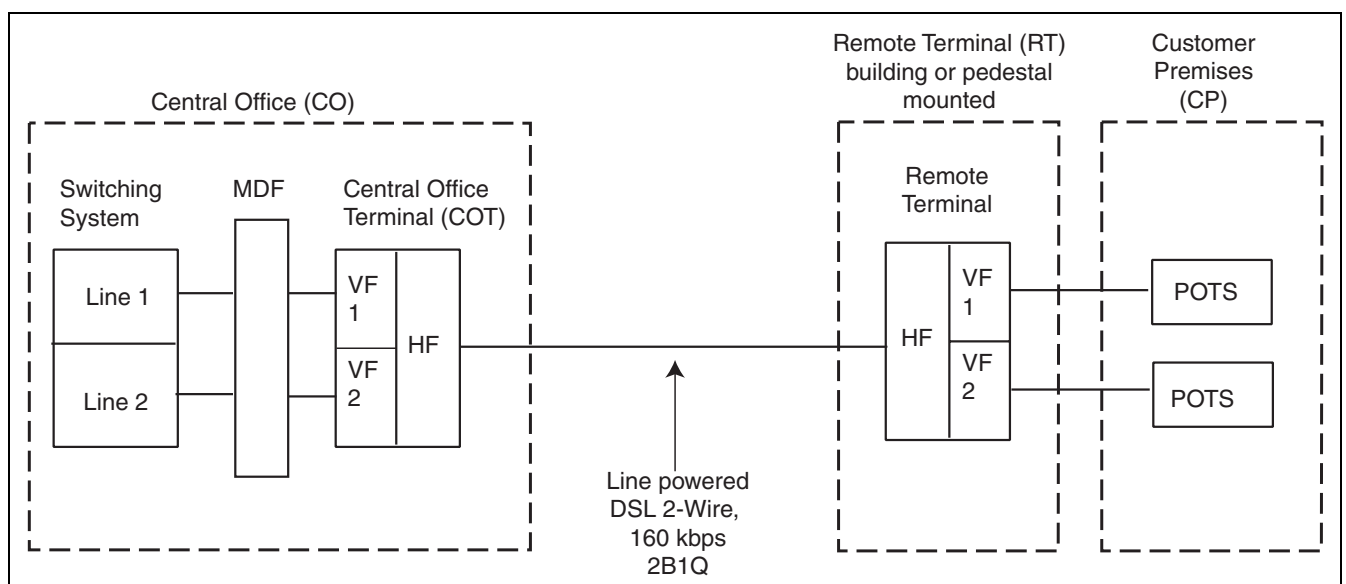 Central Office (CO)
Remote Terminal (RT)
building or pedestal
mounted
Customer
Premises
(CP)
Switching
System
MDF
Central Office
Terminal (COT)
Line 1
Line 2
VF
1
VF
2
HF
Line powered
DSL 2-Wire,
160 kbps
2B1Q
Remote
Terminal
HF
VF
1
VF
2
POTS
POTS